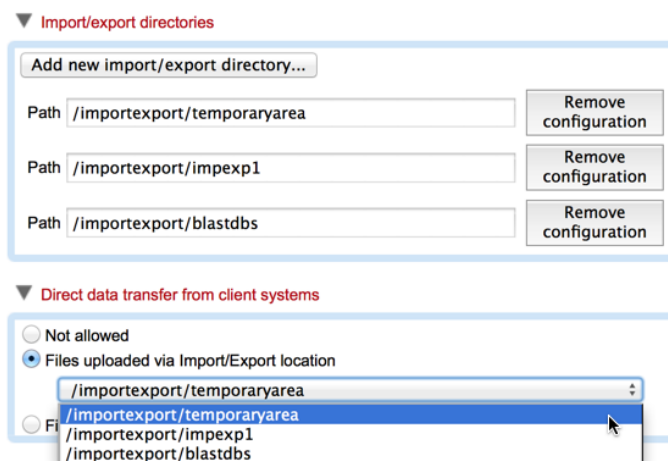 Import/export directories
Add new import/export directory...
Path /importexport/temporaryarea Remove configuration
Path /importexport/impexp1 Remove configuration
Path /importexport/blastdbs Remove configuration
Direct data transfer from client systems
Not allowed
Files uploaded via Import/Export location
/importexport/temporaryarea
/importexport/temporaryarea
/importexport/impexp1
/importexport/blastdbs